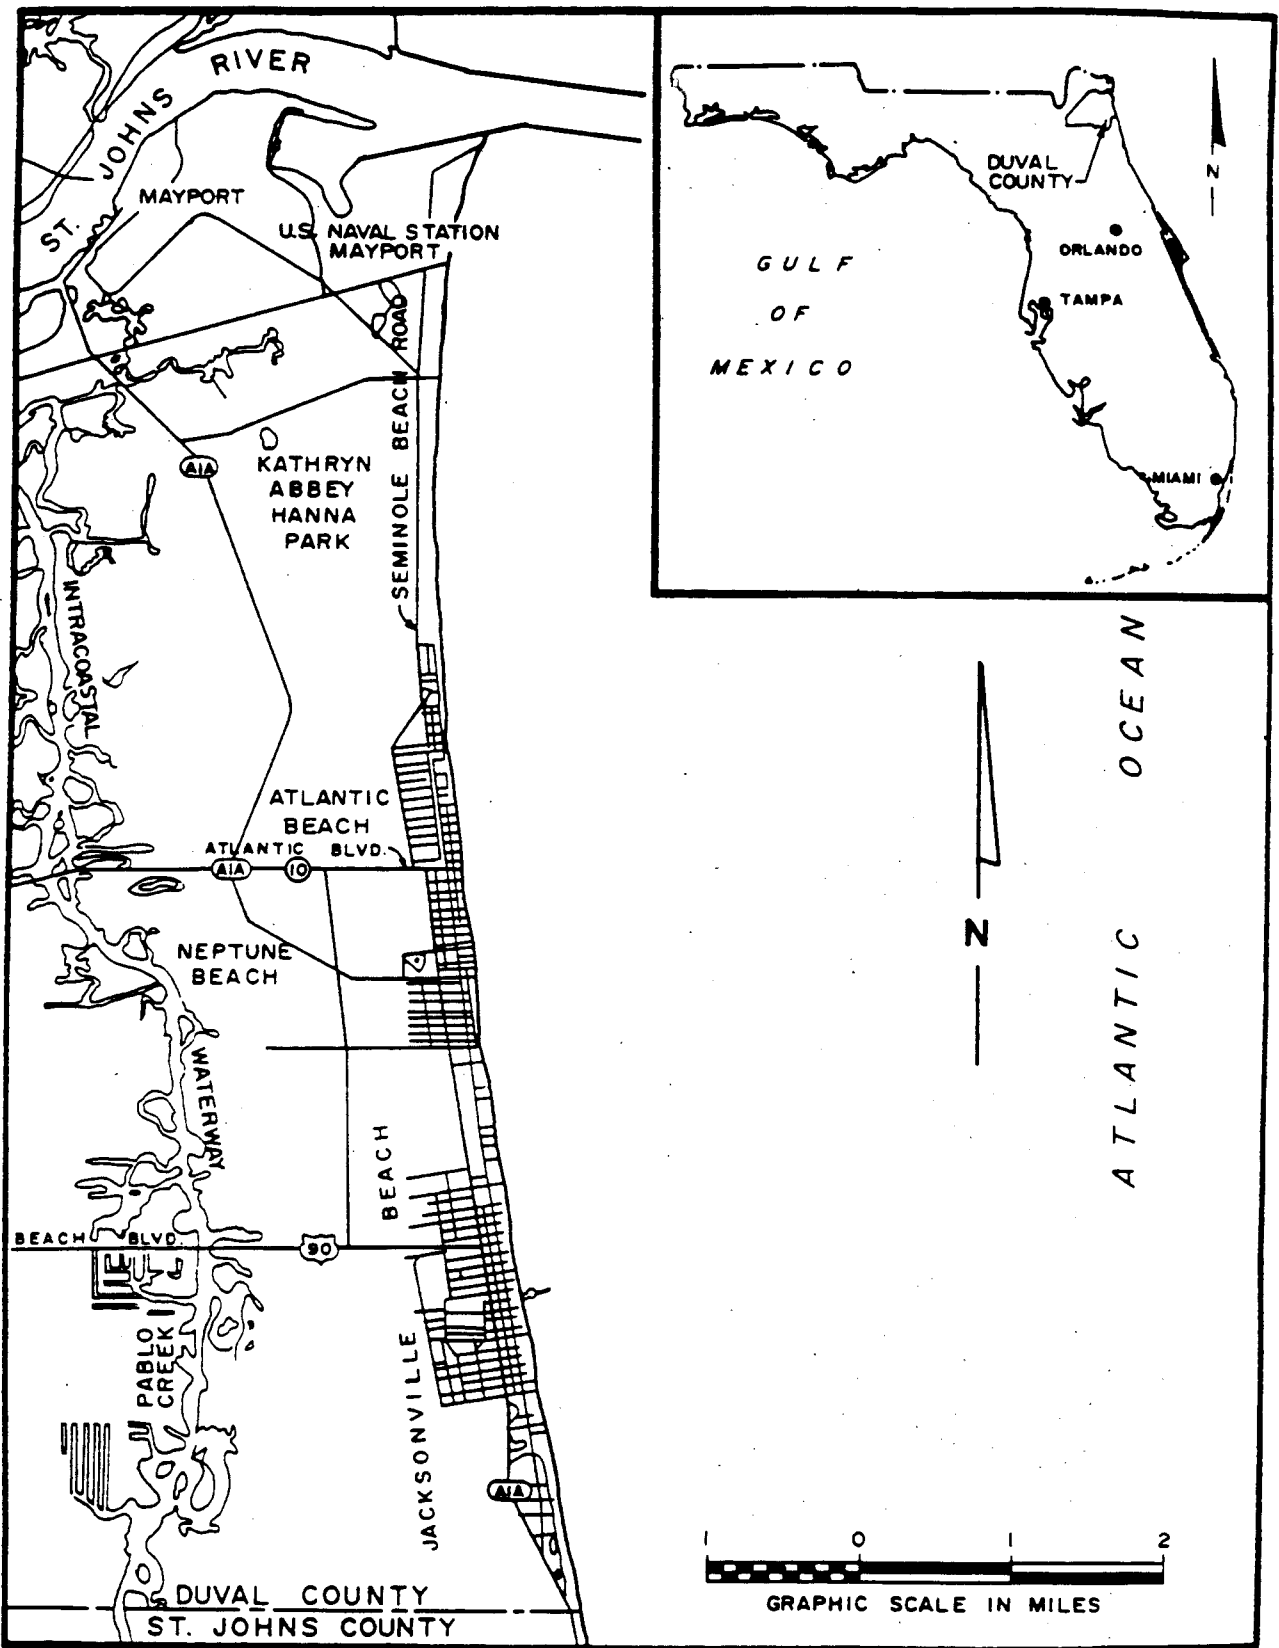 RIVER
JOHNS
ST.
MAYPORT
U.S. NAVAL STATION
MAYPORT
SEMINOLE BEACH ROAD
A1A
KATHRYN
ABBEY
HANNA
PARK
INTRACOASTAL
ATLANTIC
BEACH
ATLANTIC BLVD.
A1A
10
NEPTUNE
BEACH
WATERWAY
BEACH
BEACH BLVD.
90
PABLO
CREEK
JACKSONVILLE
A1A
DUVAL COUNTY
ST. JOHNS COUNTY
DUVAL
COUNTY
N
ORLANDO
TAMPA
MIAMI
GULF
OF
MEXICO
OCEAN
N
ATLANTIC
1 0 1 2
GRAPHIC SCALE IN MILES